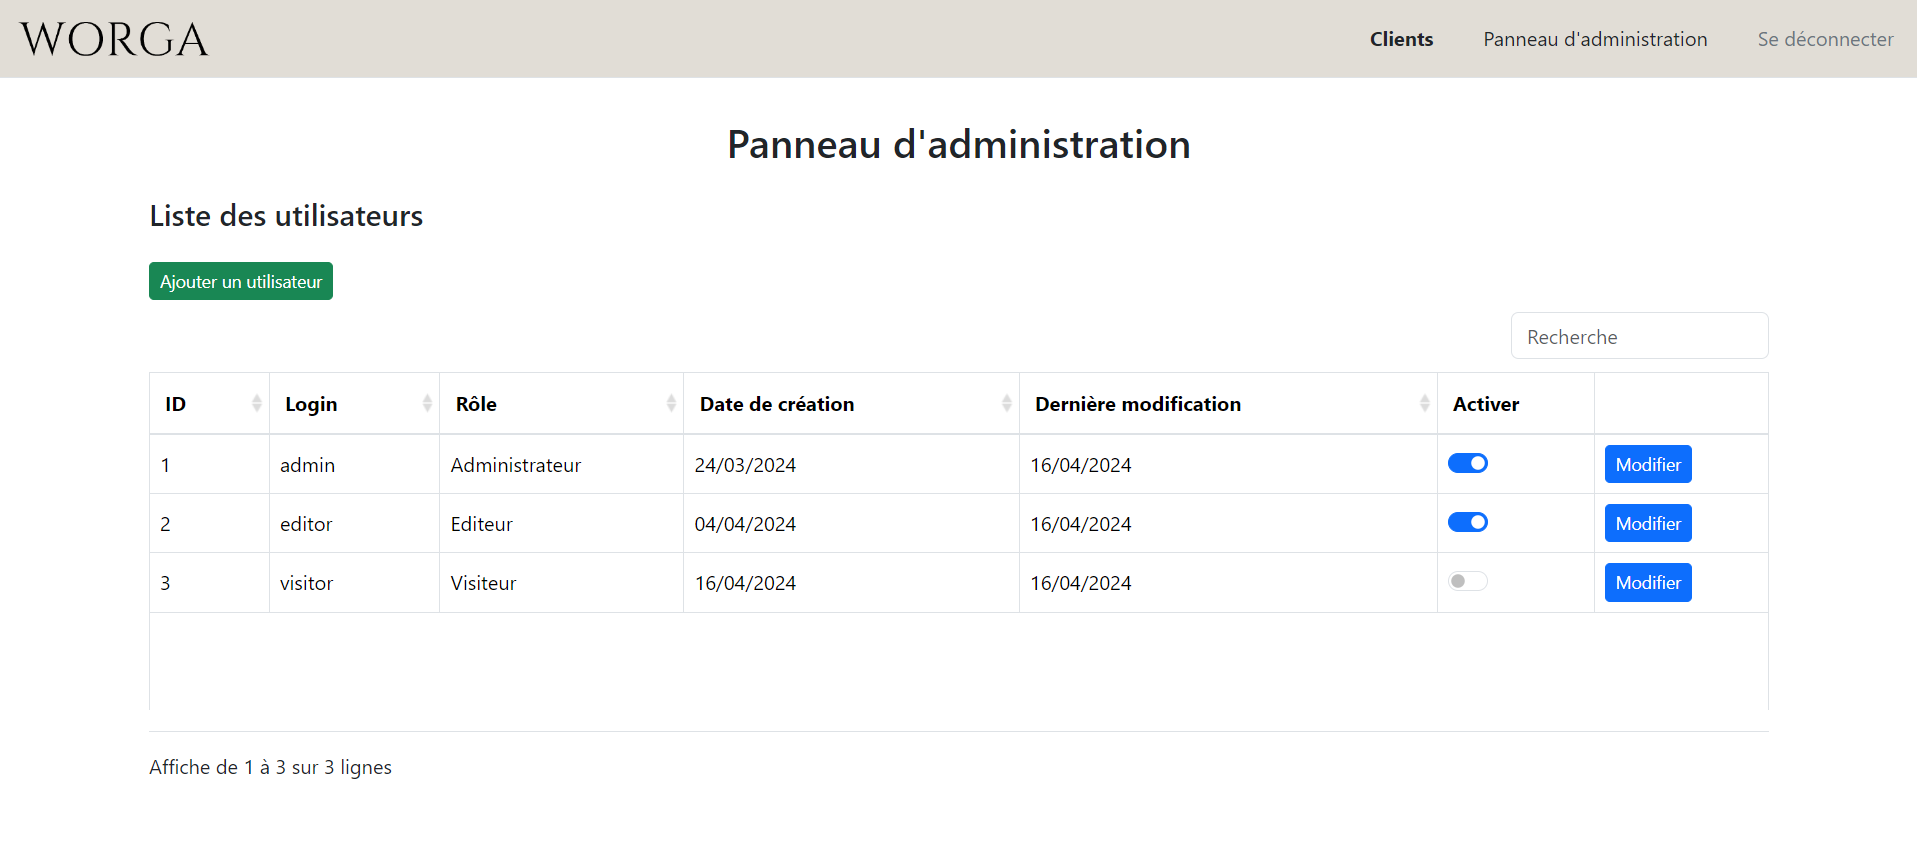 WORGA Clients Panneau d'administration Se déconnecter
Panneau d'administration
Liste des utilisateurs
Ajouter un utilisateur
Recherche
ID Login Rôle Date de création Dernière modification Activer
1 admin Administrateur 24/03/2024 16/04/2024 Modifier
2 editor Editeur 04/04/2024 16/04/2024 Modifier
3 visitor Visiteur 16/04/2024 16/04/2024 Modifier
Affiche de 1 à 3 sur 3 lignes